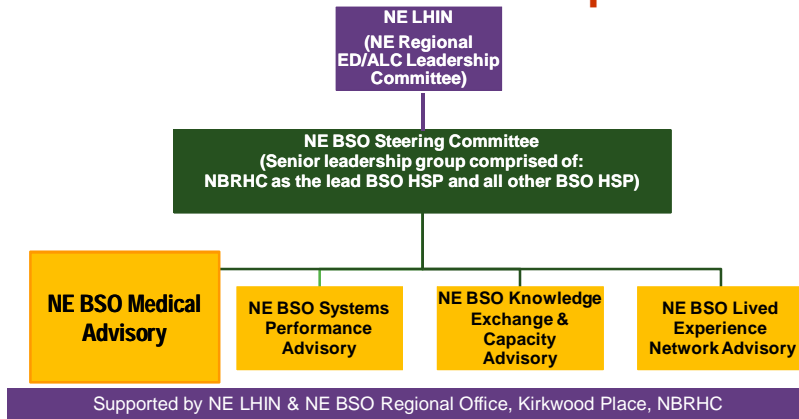 NE LHIN
(NE Regional
ED/ALC Leadership
Committee)
NE BSO Steering Committee
(Senior leadership group comprised of:
NBRHC as the lead BSO HSP and all other BSO HSP)
NE BSO Medical
Advisory
NE BSO Systems
Performance
Advisory
NE BSO Knowledge
Exchange &
Capacity
Advisory
NE BSO Lived
Experience
Network Advisory
Supported by NE LHIN & NE BSO Regional Office, Kirkwood Place, NBRHC